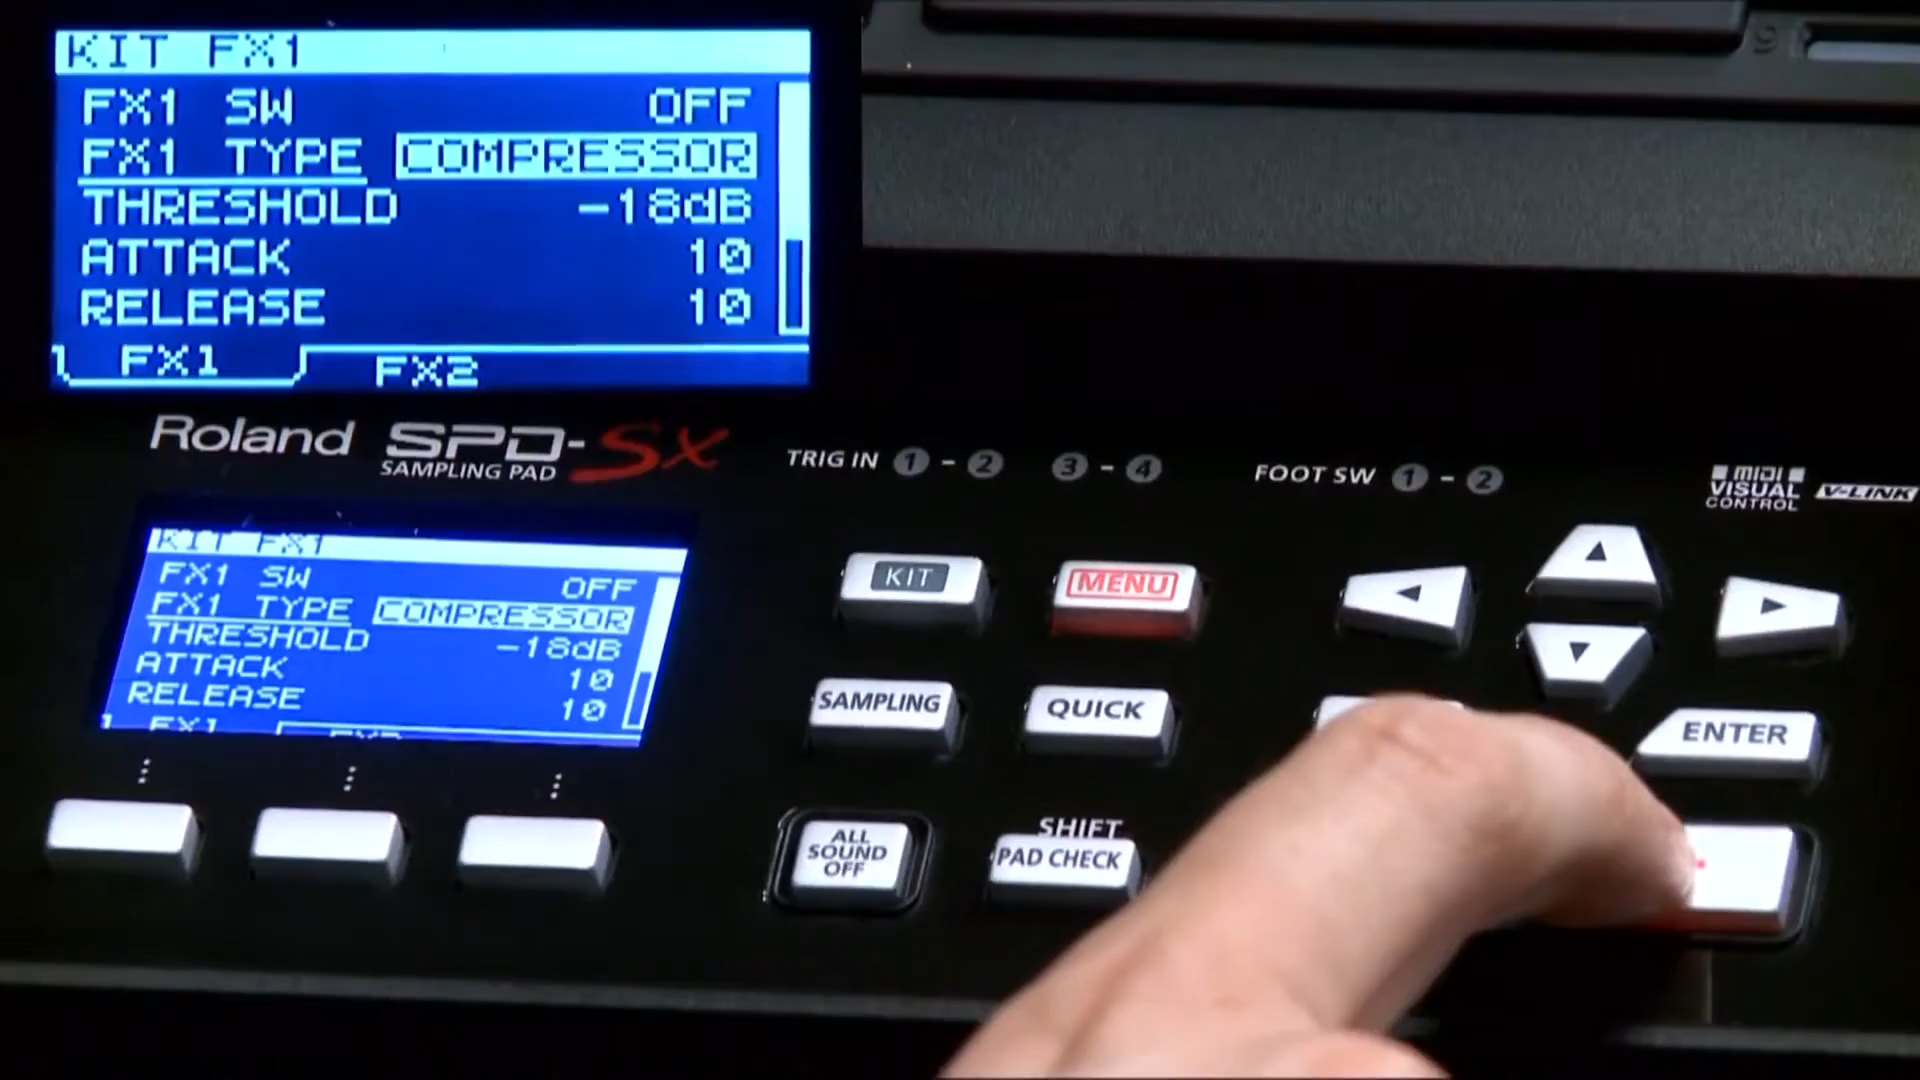 KIT FX1
FX1 SW OFF
FX1 TYPE COMPRESSOR
THRESHOLD -18dB
ATTACK 10
RELEASE 10
FX1 FX2
Roland SPD-SX
SAMPLING PAD
TRIG IN 1 - 2 3 - 4
FOOT SW 1 - 2
MIDI
VISUAL
CONTROL
V-LINK
KIT FX1
FX1 SW OFF
FX1 TYPE COMPRESSOR
THRESHOLD -18dB
ATTACK 10
RELEASE 10
FX1 FX2
KIT
MENU
SAMPLING
QUICK
ENTER
ALL
SOUND
OFF
SHIFT
PAD CHECK
9